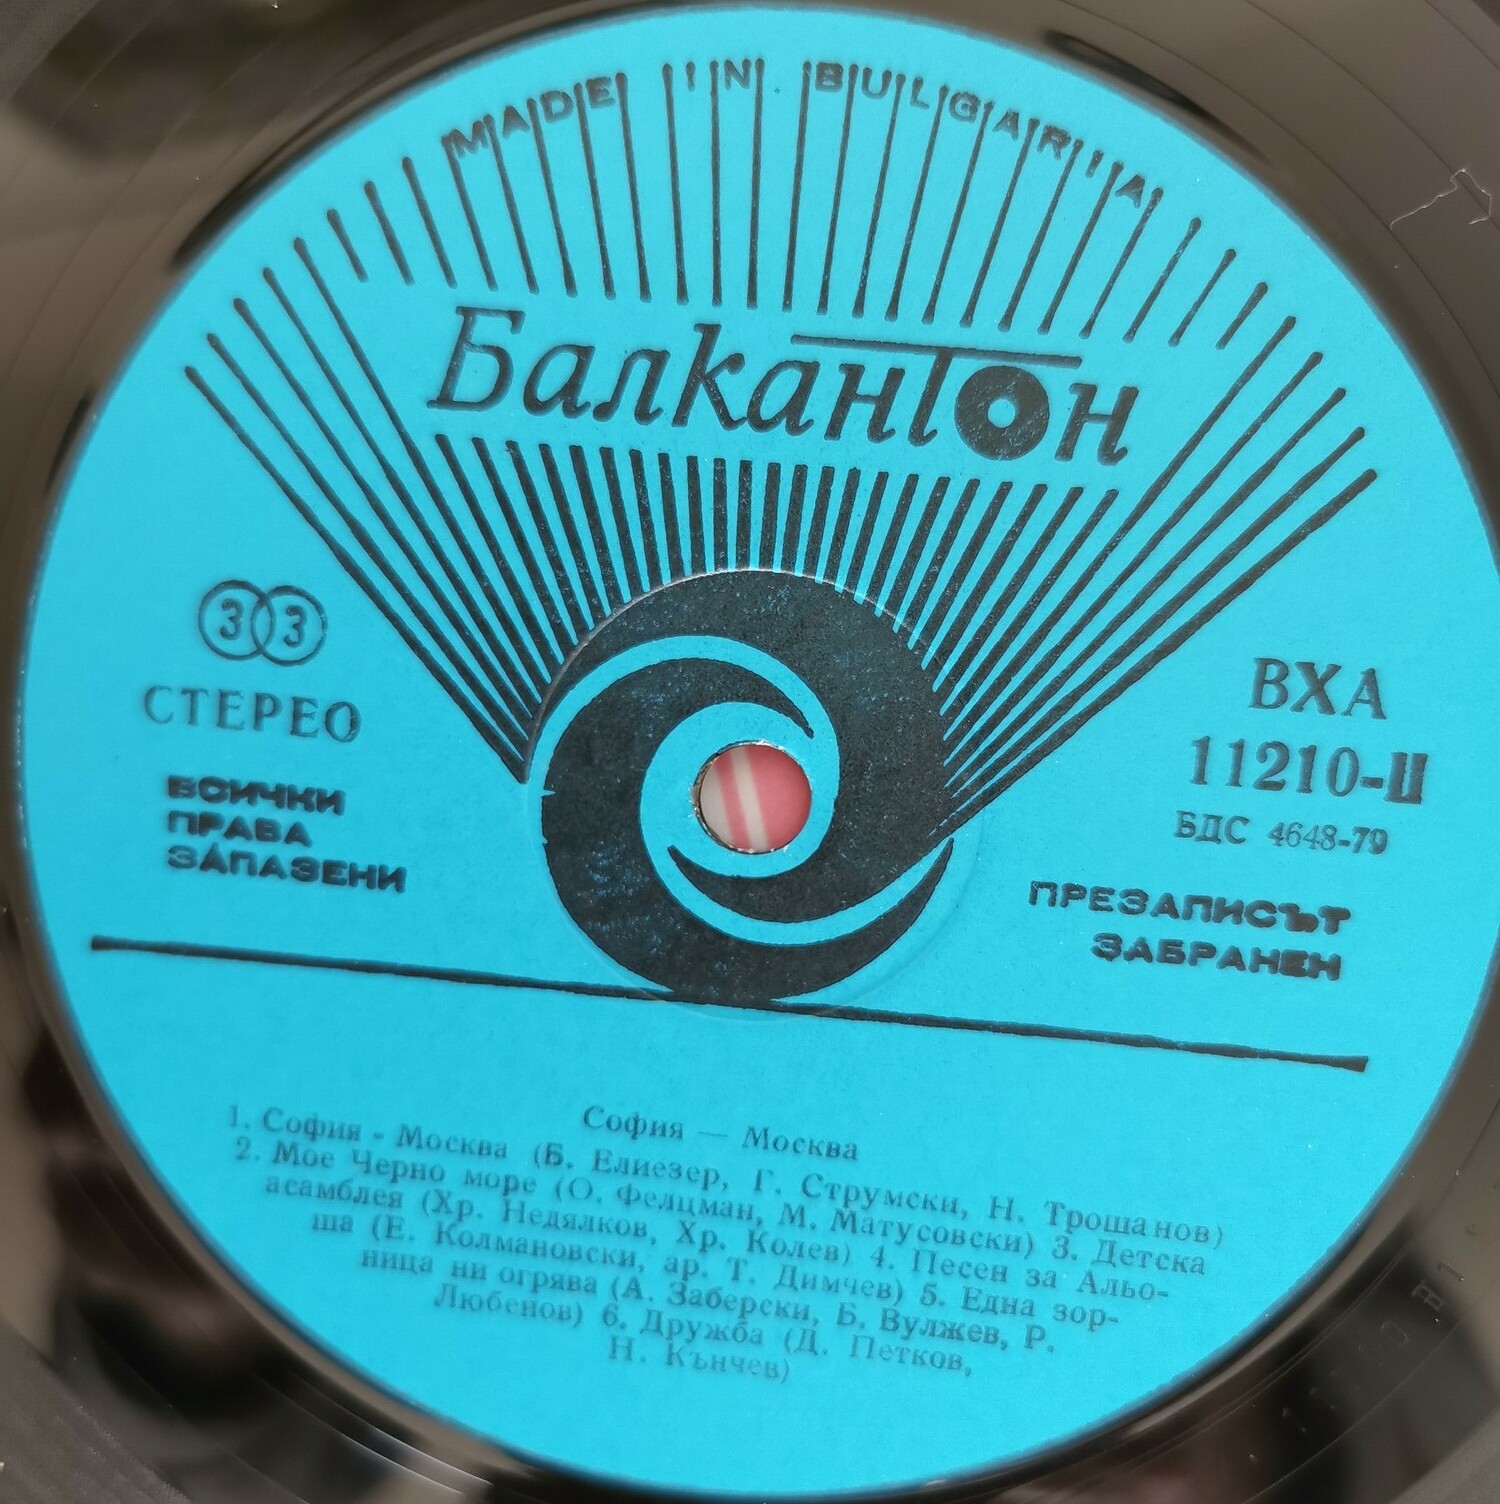 MADE IN BULGARIA
Балкантон
33
СТЕРЕО
ВСИЧКИ
ПРАВА
ЗАПАЗЕНИ
ВХА
11210-II
БДС 4648-79
ПРЕЗАПИСЪТ
ЗАБРАНЕН
София — Москва
1. София - Москва (Б. Елиезер, Г. Струмски, Н. Трошанов)
2. Мое Черно море (О. Фелцман, М. Матусовски) 3. Детска
асамблея (Хр. Недялков, Хр. Колев) 4. Песен за Альо-
ша (Е. Колмановски, ар. Т. Димчев) 5. Една зор-
ница ни огрява (А. Заберски, Б. Вулжев, Р.
Любенов) 6. Дружба (Д. Петков,
Н. Кънчев)